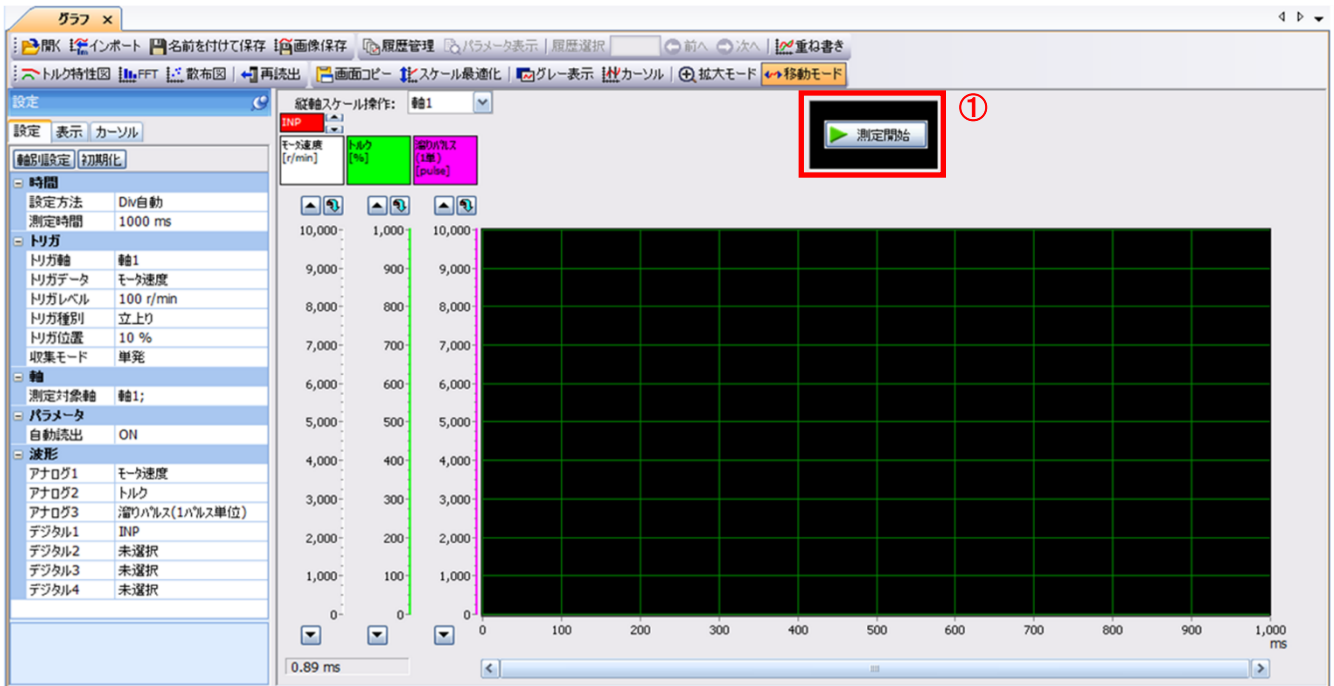 グラフ ×
開く インポート 名前を付けて保存 画像保存 履歴管理 パラメータ表示 履歴選択 前へ 次へ 重ね書き
トルク特性図 FFT 散布図 再読出 画面コピー スケール最適化 グレー表示 カーソル 拡大モード 移動モード
設定
設定 表示 カーソル
軸別設定 初期化
時間
設定方法 Div自動
測定時間 1000 ms
トリガ
トリガ軸 軸1
トリガデータ モータ速度
トリガレベル 100 r/min
トリガ種別 立上り
トリガ位置 10 %
収集モード 単発
軸
測定対象軸 軸1;
パラメータ
自動読出 ON
波形
アナログ1 モータ速度
アナログ2 トルク
アナログ3 溜りパルス(1パルス単位)
デジタル1 INP
デジタル2 未選択
デジタル3 未選択
デジタル4 未選択
縦軸スケール操作: 軸1
測定開始 ①
INP
モータ速度 トルク 溜りパルス
[r/min] [%] (1単)
[pulse]
10,000 1,000 10,000
9,000 900 9,000
8,000 800 8,000
7,000 700 7,000
6,000 600 6,000
5,000 500 5,000
4,000 400 4,000
3,000 300 3,000
2,000 200 2,000
1,000 100 1,000
0 0 0
0 100 200 300 400 500 600 700 800 900 1,000
ms
0.89 ms